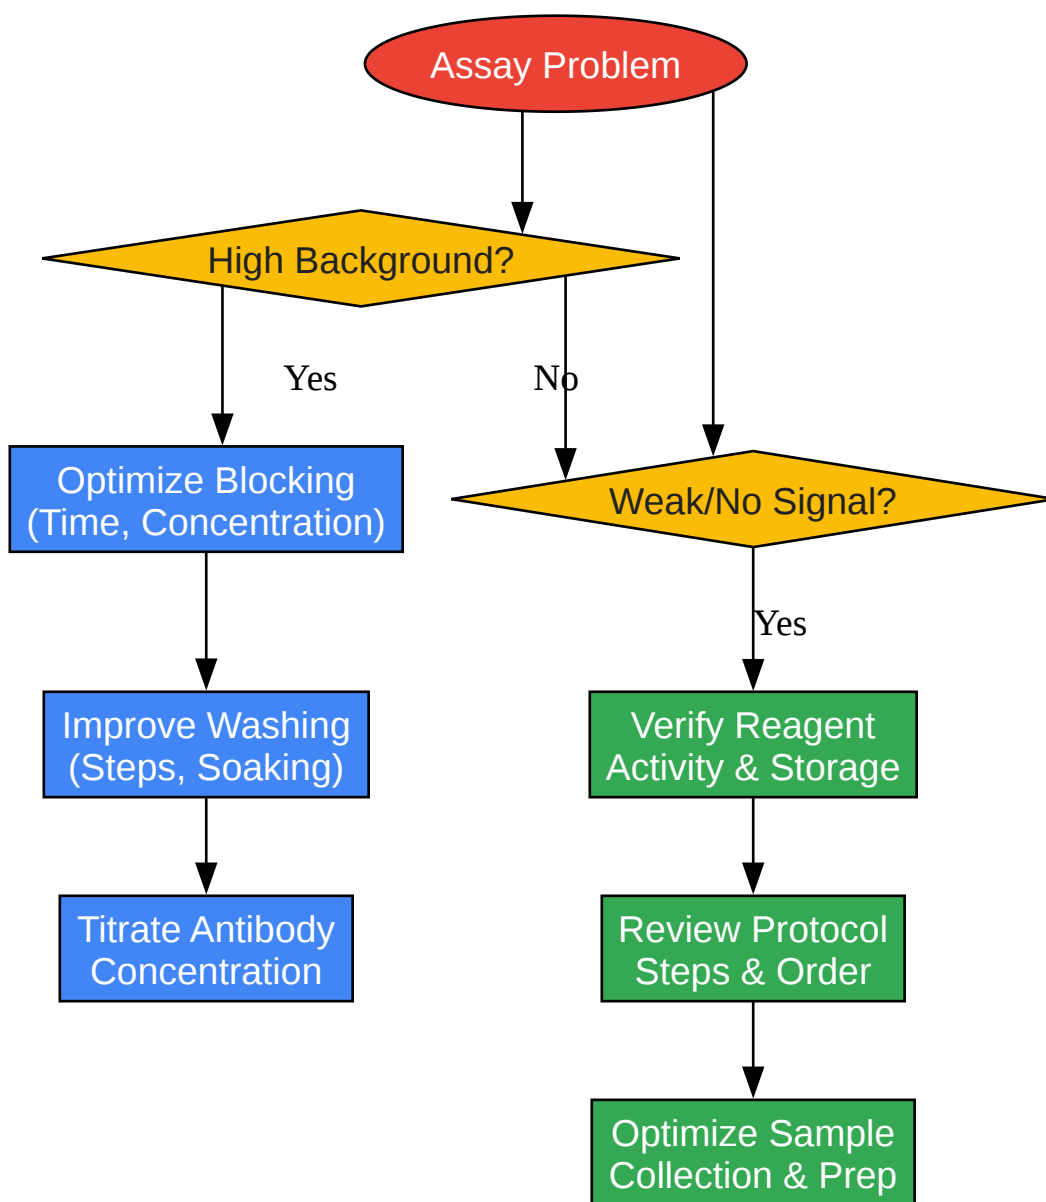 Assay Problem
High Background?
Yes
No
Optimize Blocking
(Time, Concentration)
Weak/No Signal?
Yes
Improve Washing
(Steps, Soaking)
Verify Reagent
Activity & Storage
Titrate Antibody
Concentration
Review Protocol
Steps & Order
Optimize Sample
Collection & Prep